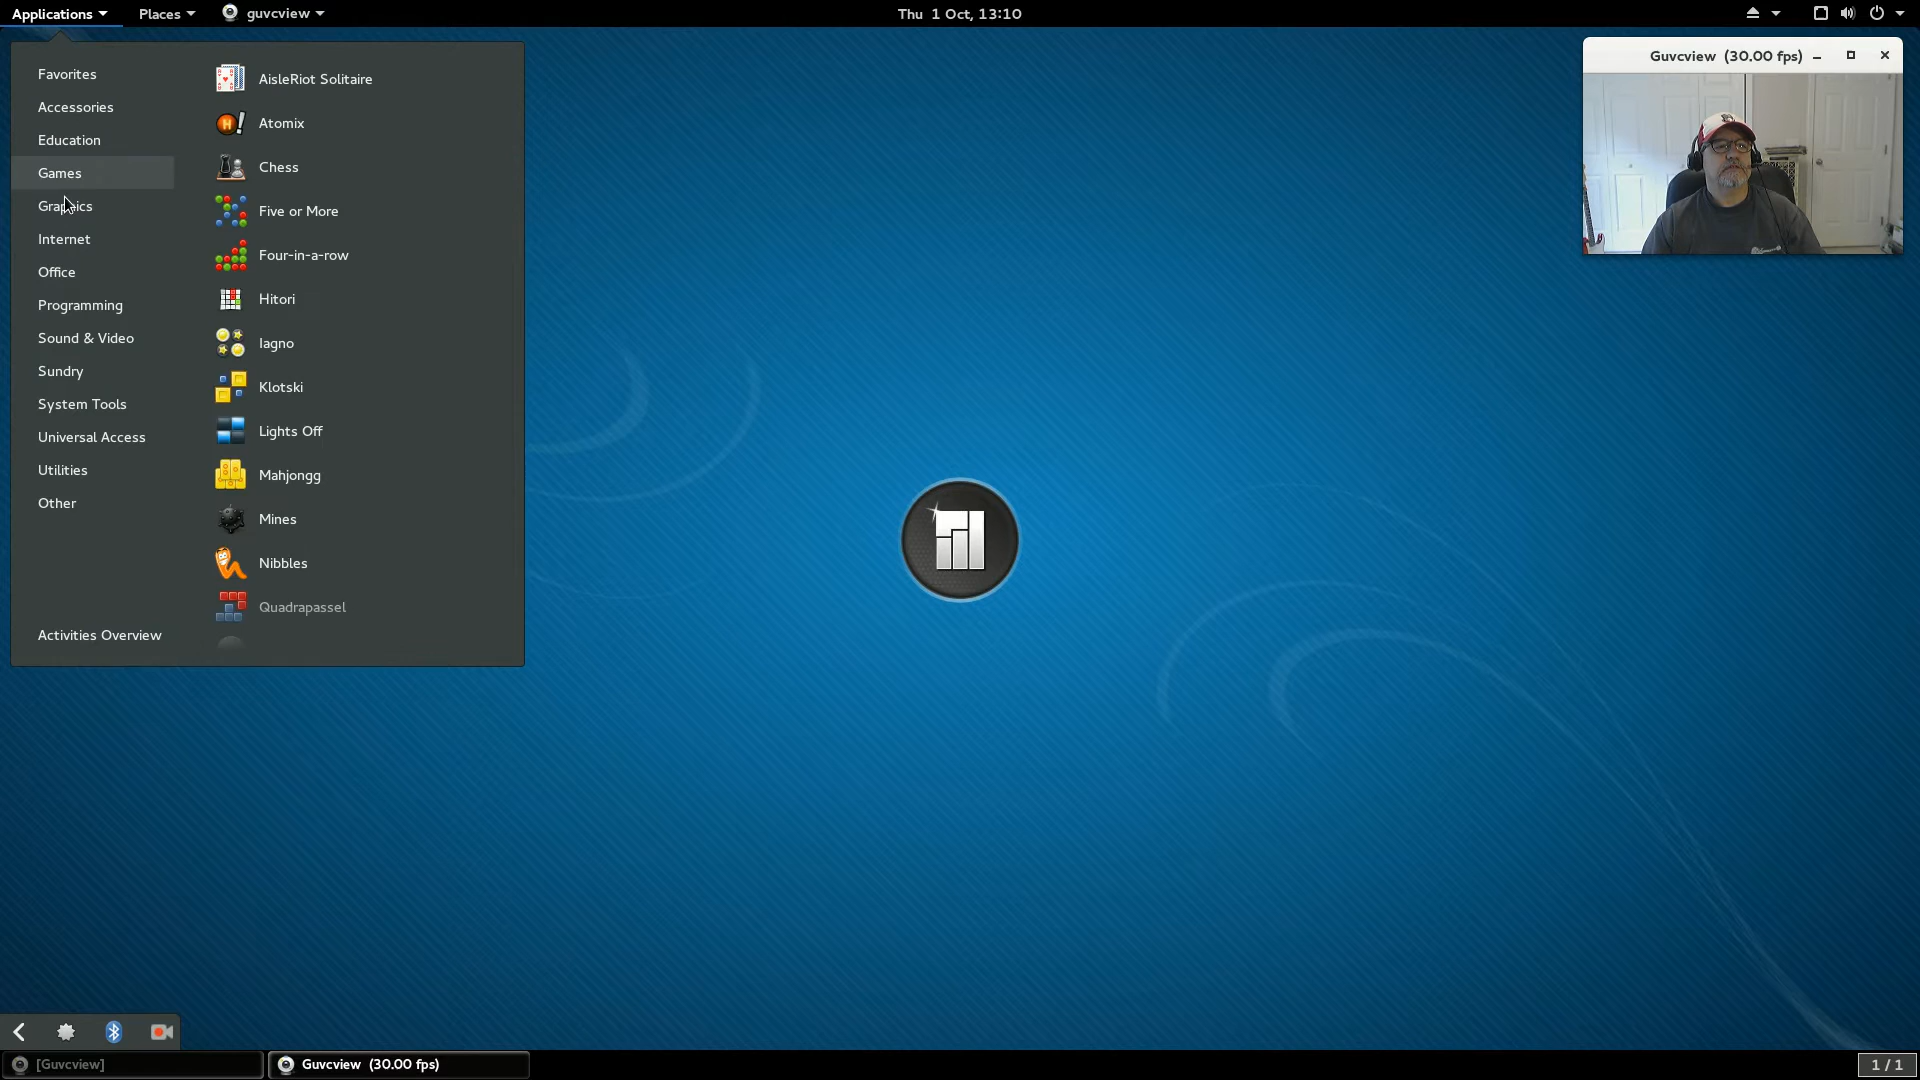 Applications
Places
guvcview
Thu 1 Oct, 13:10
Favorites
Accessories
Education
Games
Graphics
Internet
Office
Programming
Sound & Video
Sundry
System Tools
Universal Access
Utilities
Other
Activities Overview
AisleRiot Solitaire
Atomix
Chess
Five or More
Four-in-a-row
Hitori
Iagno
Klotski
Lights Off
Mahjongg
Mines
Nibbles
Quadrapassel
Guvcview (30.00 fps)
[Guvcview]
Guvcview (30.00 fps)
1 / 1